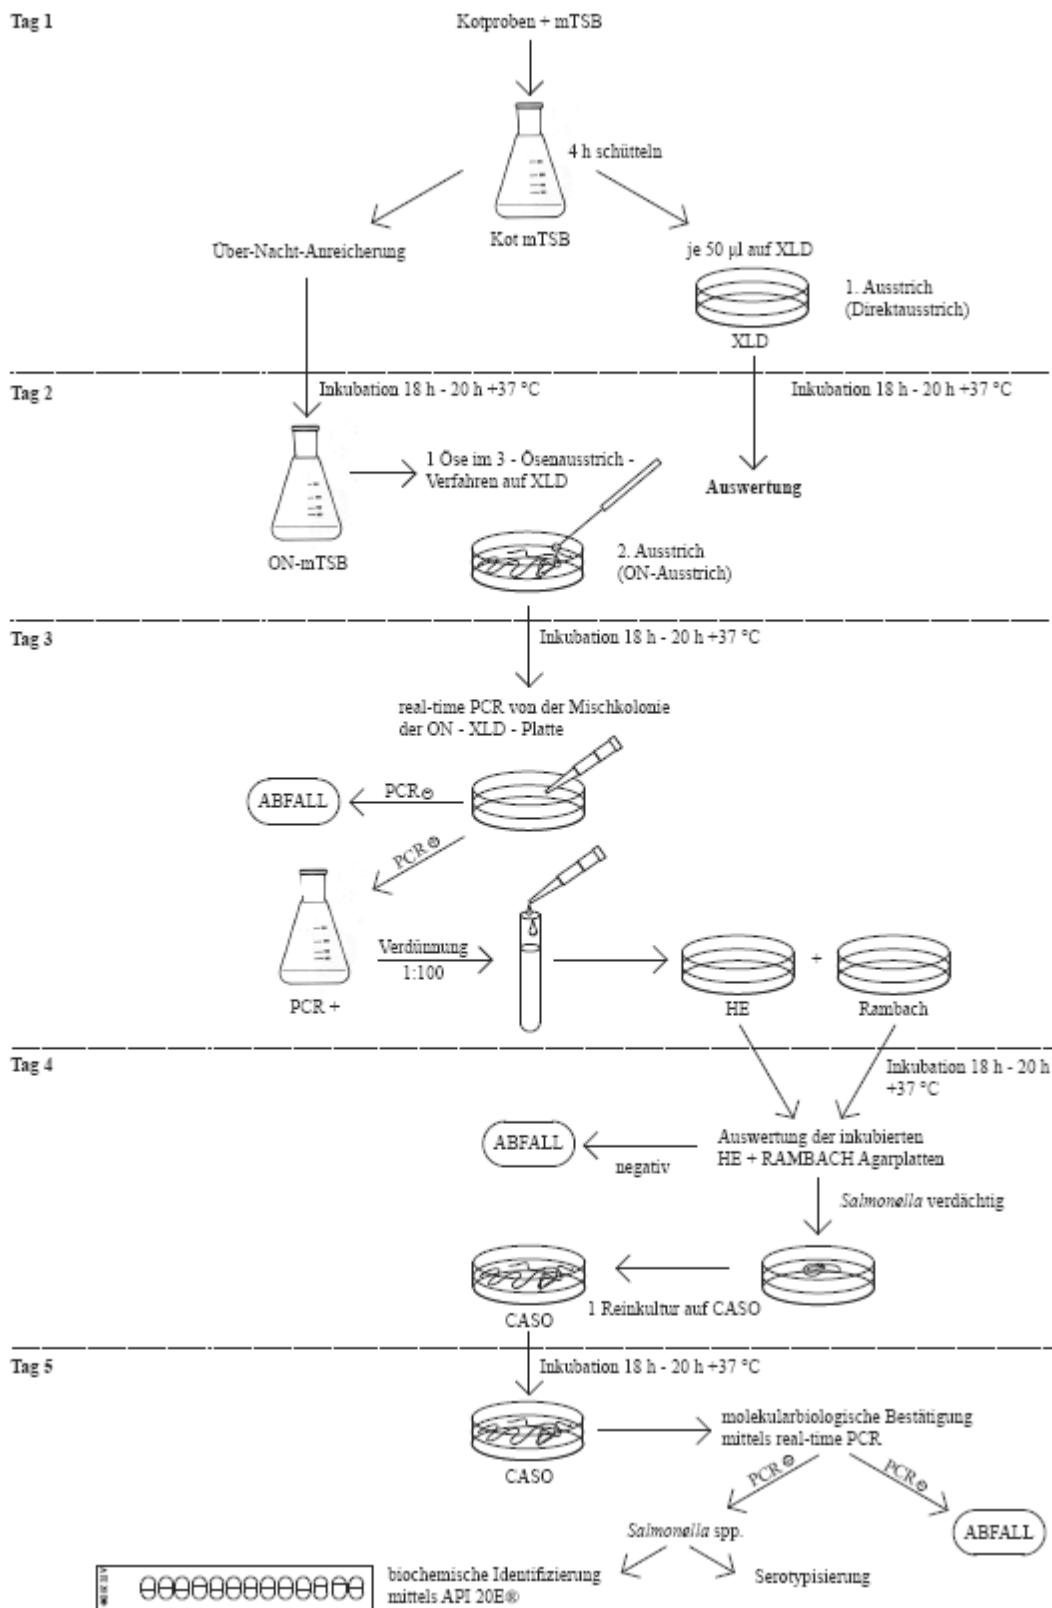 Tag 1
Kotproben + mTSB
4 h schütteln
Kot mTSB
Über-Nacht-Anreicherung
je 50 µl auf XLD
1. Ausstrich
(Direktausstrich)
XLD
Tag 2
Inkubation 18 h - 20 h +37 °C
Inkubation 18 h - 20 h +37 °C
1 Öse im 3 - Ösenausstrich -
Verfahren auf XLD
Auswertung
ON-mTSB
2. Ausstrich
(ON-Ausstrich)
Tag 3
Inkubation 18 h - 20 h +37 °C
real-time PCR von der Mischkolonie
der ON - XLD - Platte
ABFALL
PCR ⊖
PCR ⊕
Verdünnung
1:100
PCR +
HE
+
Rambach
Tag 4
Inkubation 18 h - 20 h
+37 °C
Auswertung der inkubierten
HE + RAMBACH Agarplatten
ABFALL
negativ
Salmonella verdächtig
1 Reinkultur auf CASO
CASO
Tag 5
Inkubation 18 h - 20 h +37 °C
CASO
molekularbiologische Bestätigung
mittels real-time PCR
PCR ⊕
PCR ⊖
Salmonella spp.
ABFALL
biochemische Identifizierung
mittels API 20E®
Serotypisierung